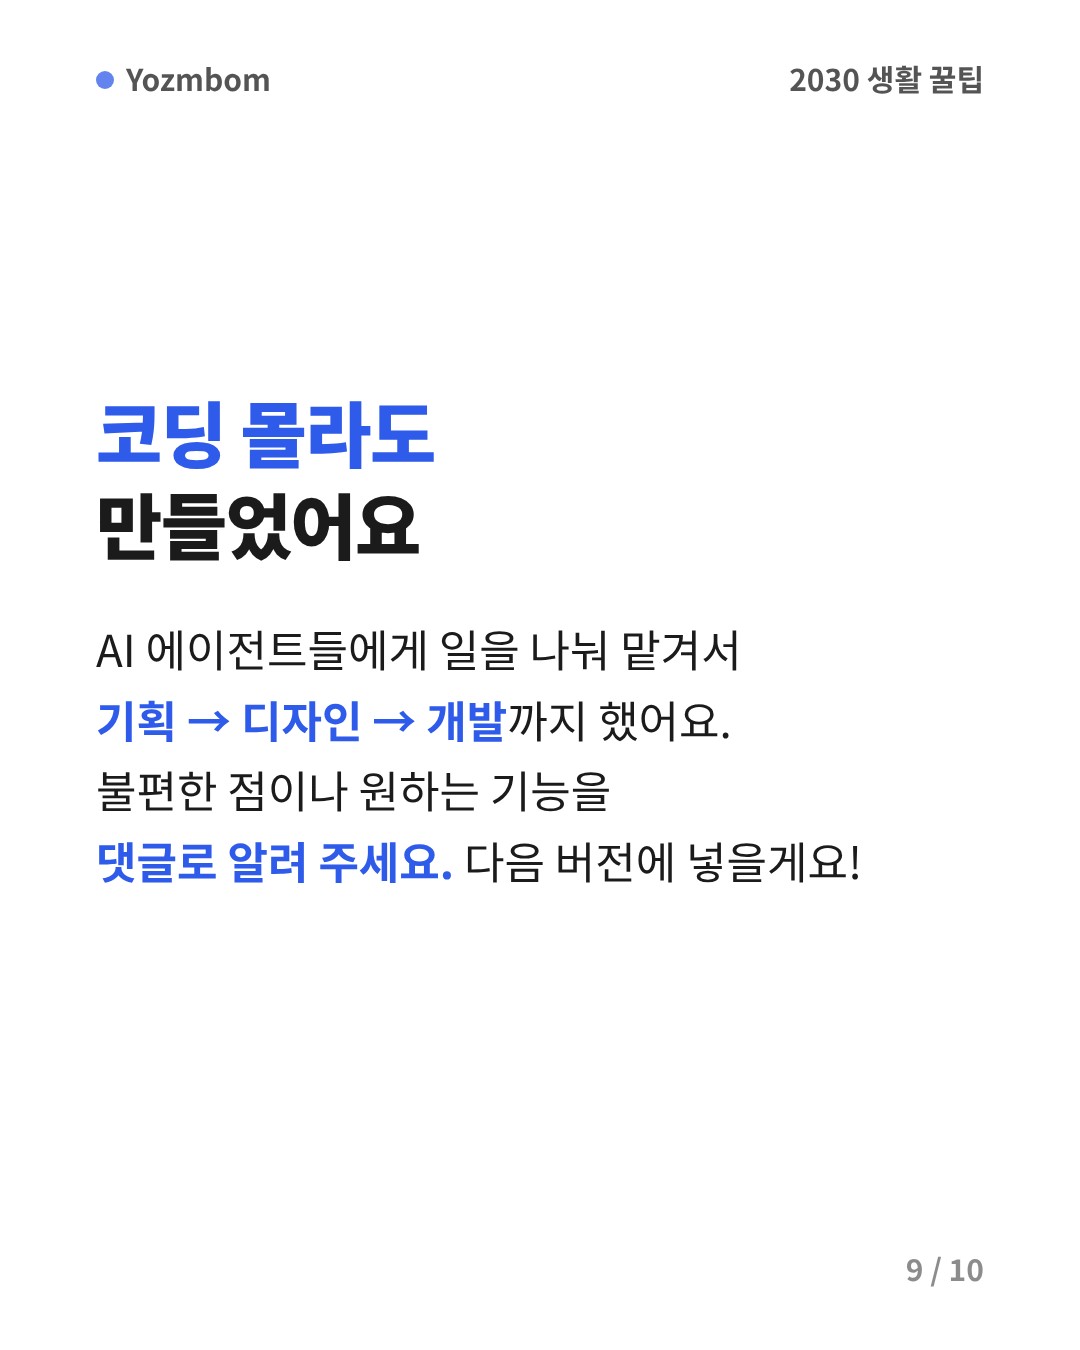 Yozmbom
2030 생활 꿀팁
코딩 몰라도
만들었어요
AI 에이전트들에게 일을 나눠 맡겨서
기획 → 디자인 → 개발까지 했어요.
불편한 점이나 원하는 기능을
댓글로 알려 주세요. 다음 버전에 넣을게요!
9 / 10